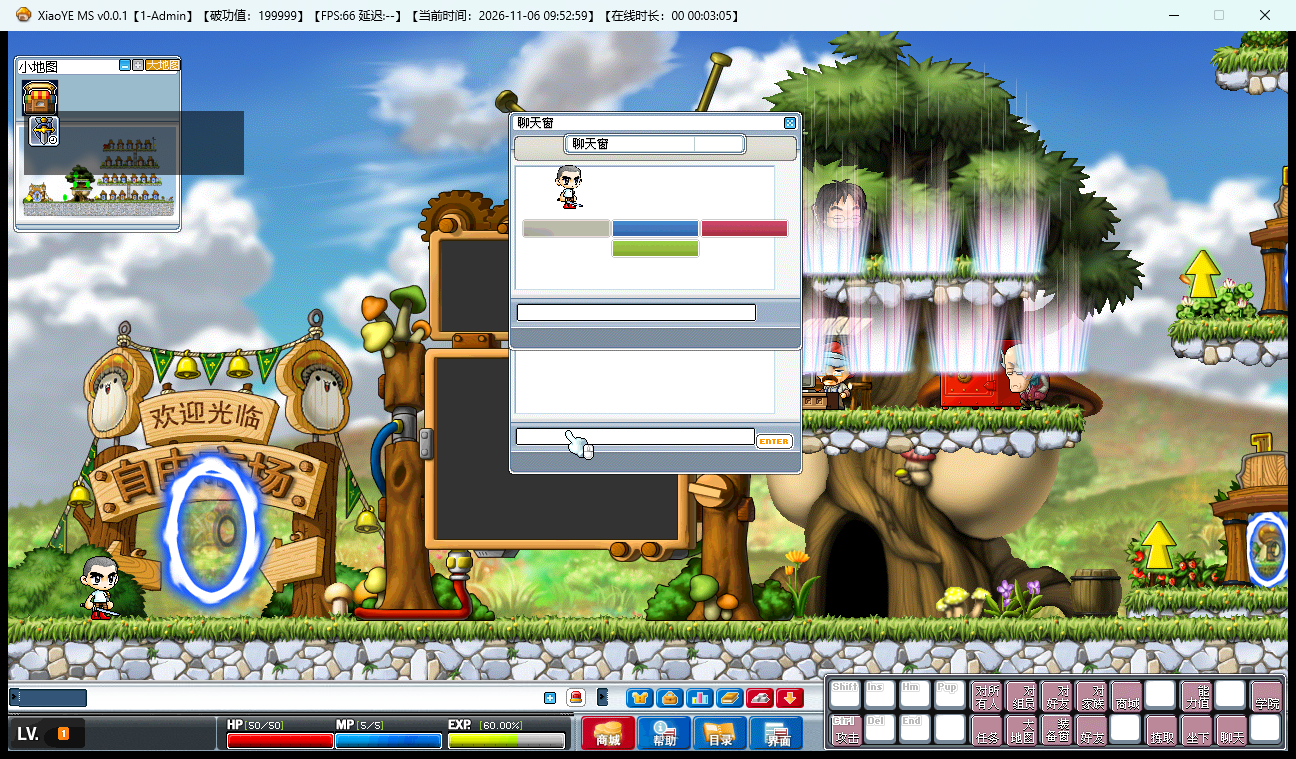 XiaoYE MS v0.0.1【1-Admin】【破功值：199999】【FPS:66 延迟:--】【当前时间：2026-11-06 09:52:59】【在线时长：00 00:03:05】
小地图
大地图
聊天窗
聊天窗
ENTER
欢迎光临
自由市场
LV. 1
HP [50/50] MP [5/5] EXP. [60.00%]
商城 帮助 目录 界面
Shift Ins Hm Pup 对所有人 对组员 对好友 对家族 商城 能力值 学院
Ctrl 攻击 Del End 任务 大地图 装备窗 好友 拣取 坐下 聊天